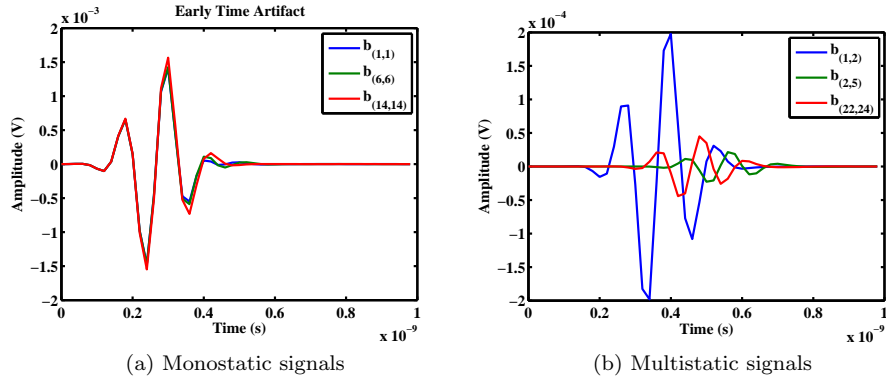 Early Time Artifact
x 10⁻³
2
1.5
1
0.5
0
−0.5
−1
−1.5
−2
Amplitude (V)
b(1,1)
b(6,6)
b(14,14)
0 0.2 0.4 0.6 0.8 1
Time (s)
x 10⁻⁹
(a) Monostatic signals
x 10⁻⁴
2
1.5
1
0.5
0
−0.5
−1
−1.5
−2
Amplitude (V)
b(1,2)
b(2,5)
b(22,24)
0 0.2 0.4 0.6 0.8 1
Time (s)
x 10⁻⁹
(b) Multistatic signals